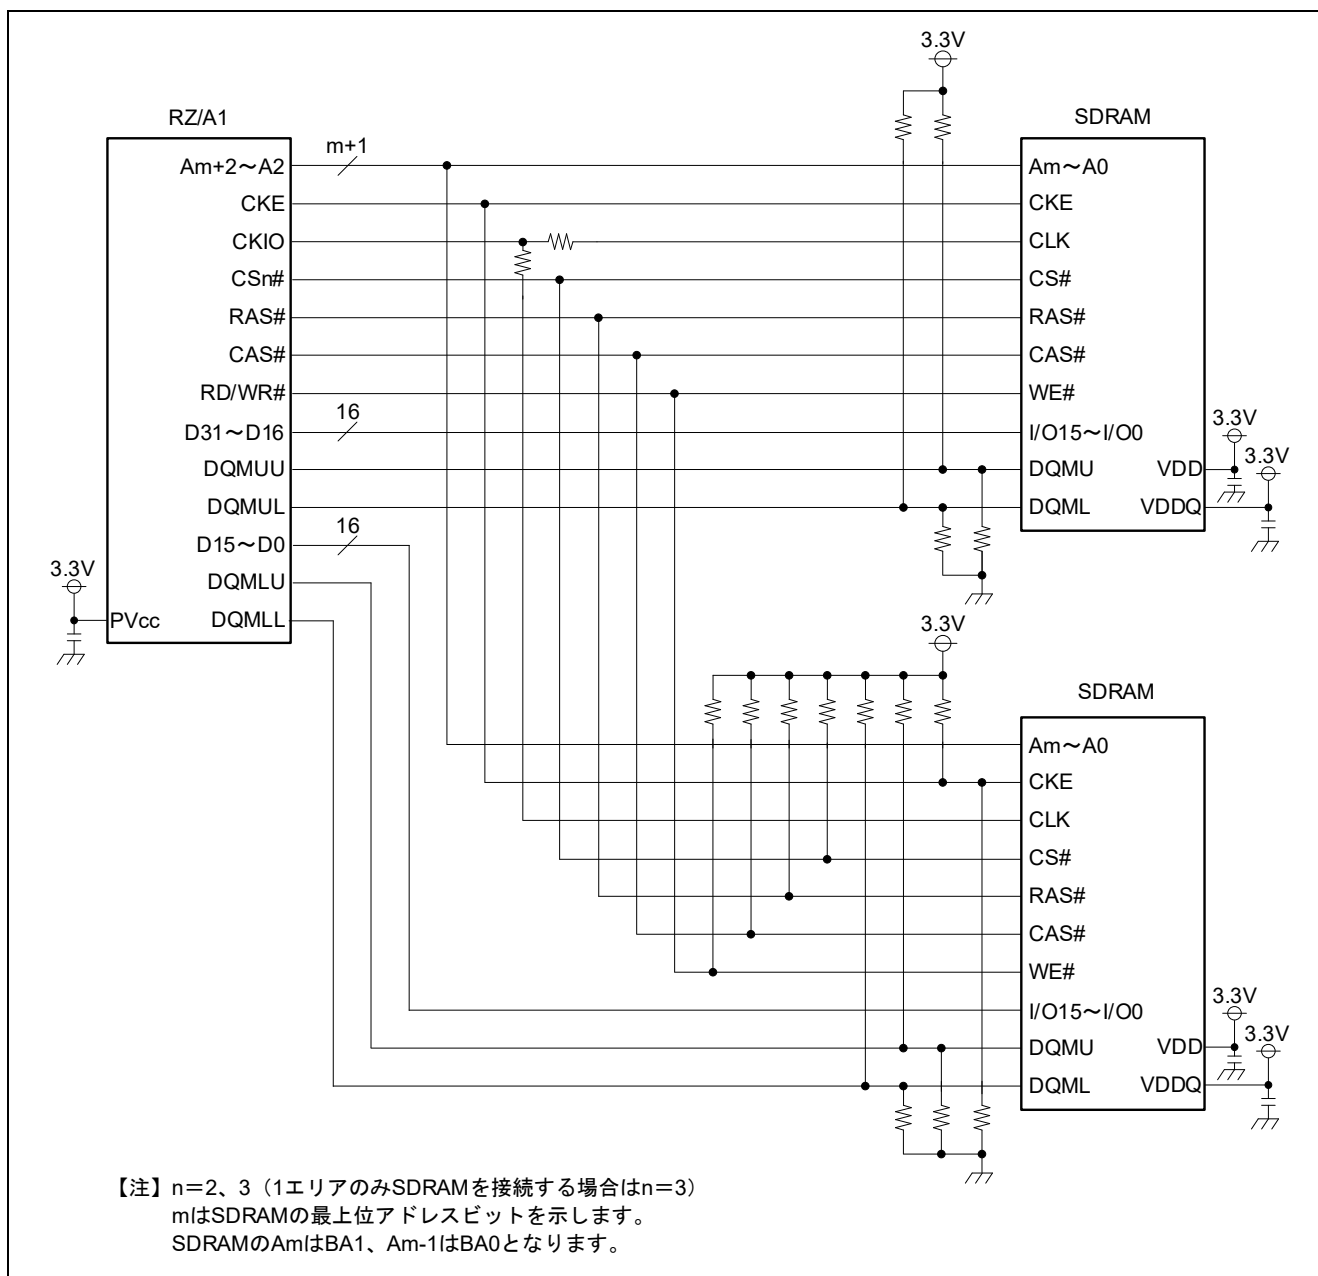 3.3V
RZ/A1
SDRAM
m+1
Am+2～A2
Am～A0
CKE
CKE
CKIO
CLK
CSn#
CS#
RAS#
RAS#
CAS#
CAS#
RD/WR#
WE#
16
D31～D16
I/O15～I/O0
3.3V
DQMUU
DQMU
VDD
3.3V
DQMUL
DQML
VDDQ
16
D15～D0
3.3V
DQMLU
PVcc
DQMLL
3.3V
SDRAM
Am～A0
CKE
CLK
CS#
RAS#
CAS#
WE#
I/O15～I/O0
3.3V
DQMU
VDD
3.3V
DQML
VDDQ
【注】n＝2、3（1エリアのみSDRAMを接続する場合はn＝3）
mはSDRAMの最上位アドレスビットを示します。
SDRAMのAmはBA1、Am-1はBA0となります。